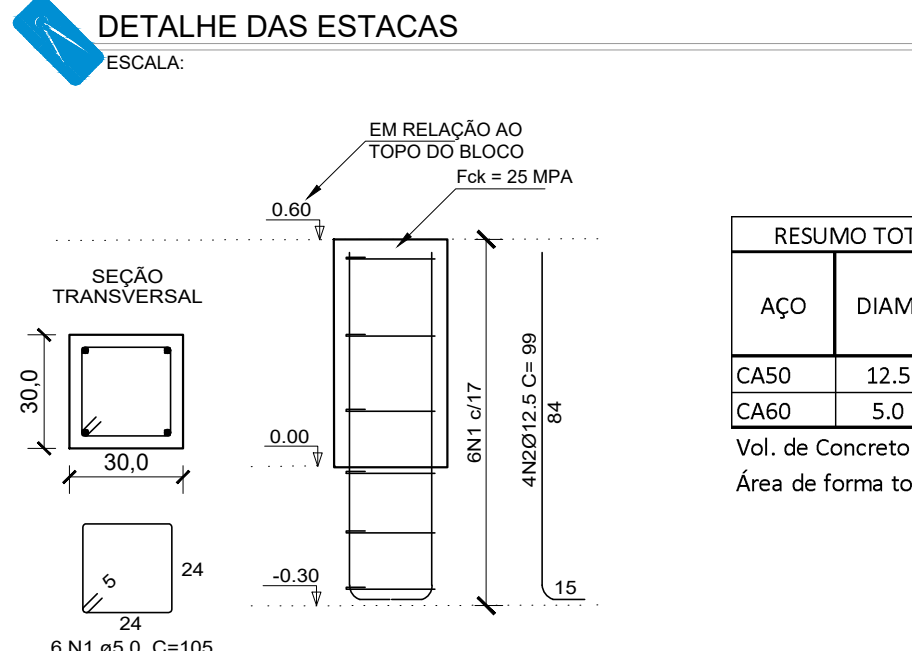 DETALHE DAS ESTACAS
ESCALA:
EM RELAÇÃO AO
TOPO DO BLOCO
Fck = 25 MPA
0.60
SEÇÃO
TRANSVERSAL
30,0
30,0
0.00
-0.30
6N1 c/17
4N2Ø12.5 C= 99
84
15
5
24
24
6 N1 ø5.0 C=105
RESUMO TOT
AÇO DIAM
CA50 12.5
CA60 5.0
Vol. de Concreto
Área de forma to